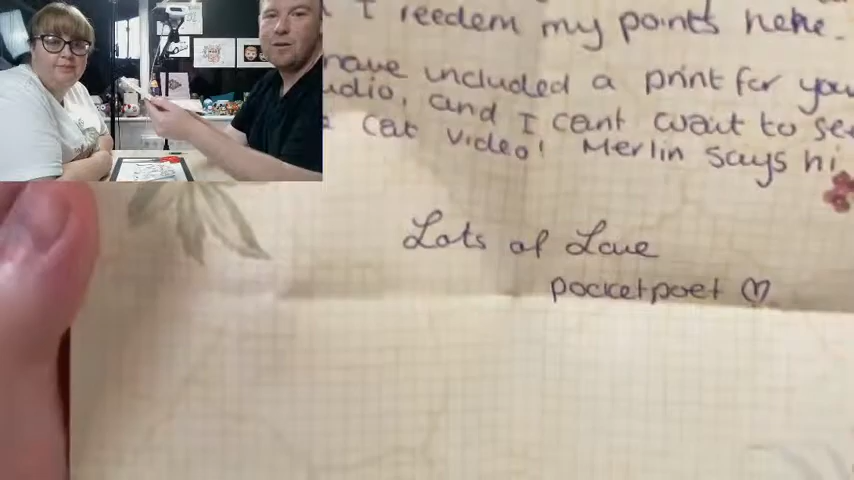 I reedem my points here.
have included a print for you
udio, and I cant wait to se
cat video! Merlin says hi
Lots of Love
pocketpoet